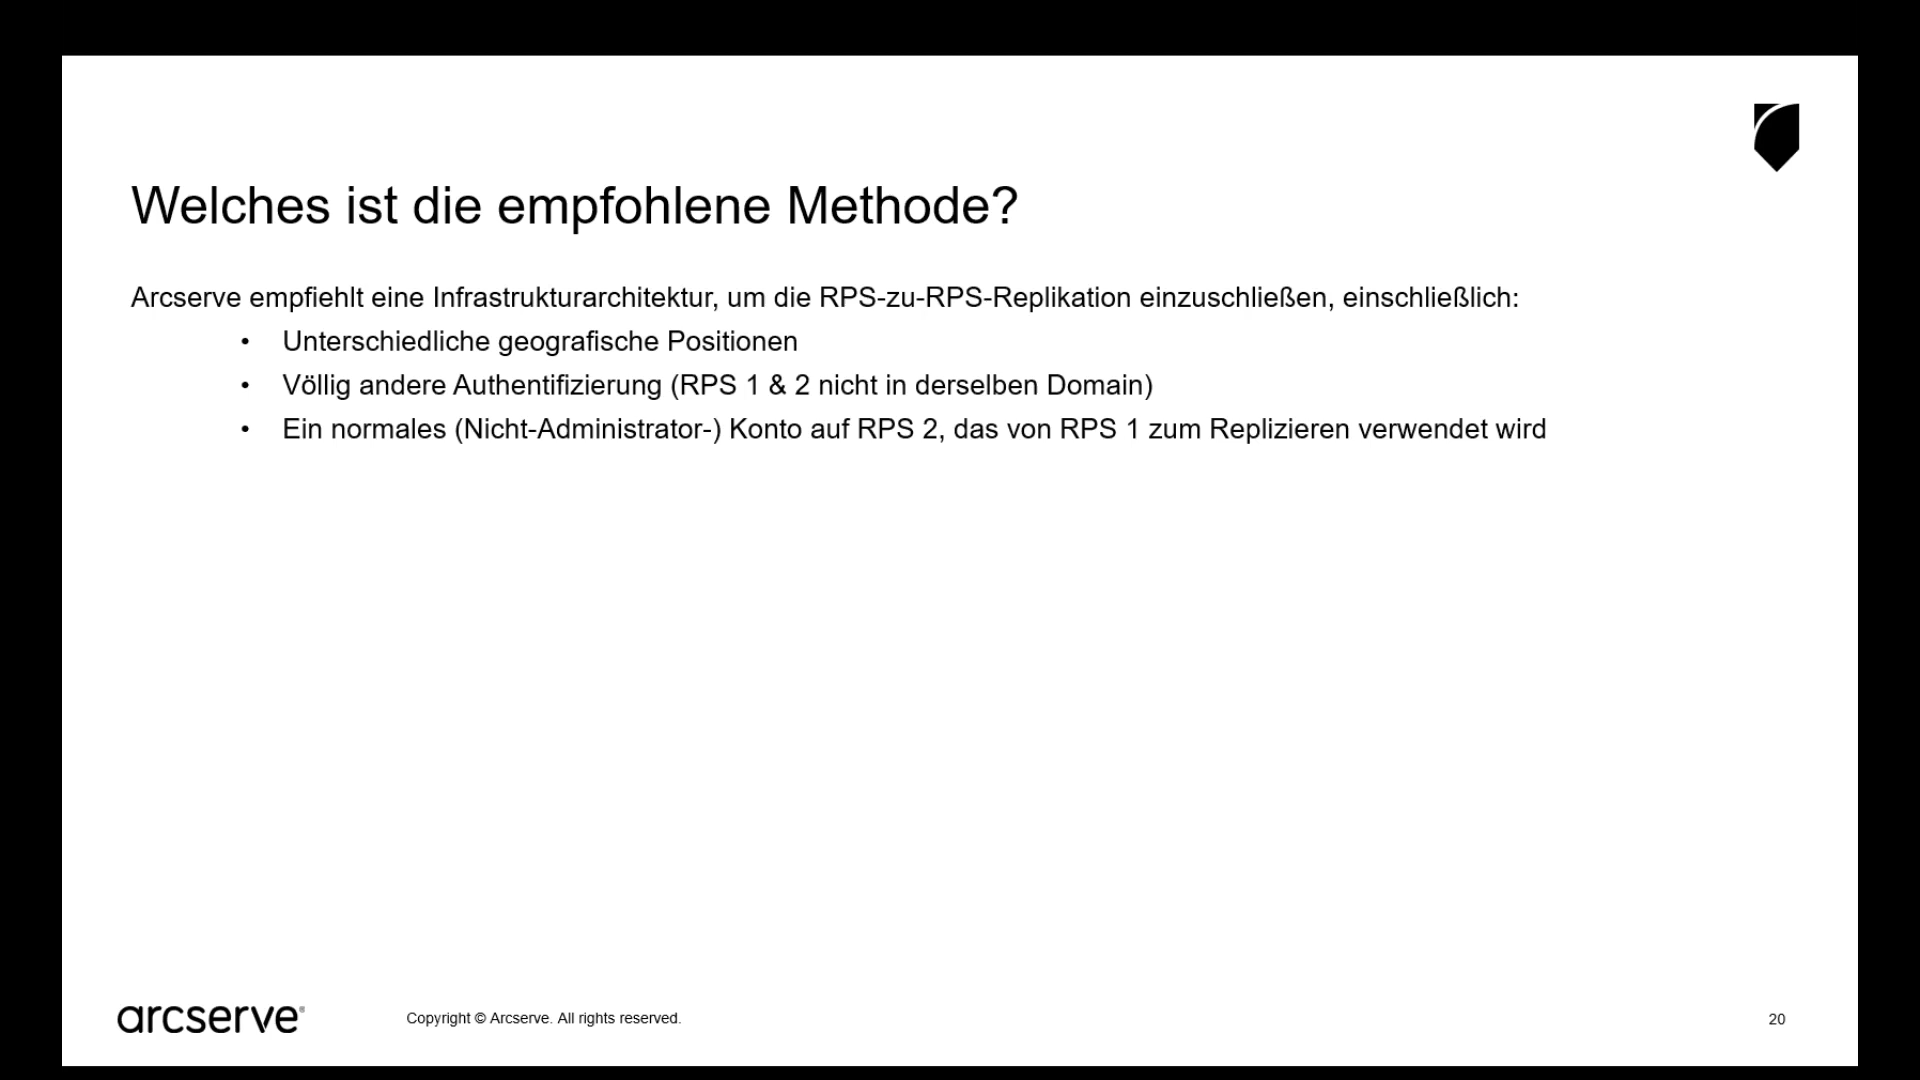 Welches ist die empfohlene Methode?
Arcserve empfiehlt eine Infrastrukturarchitektur, um die RPS-zu-RPS-Replikation einzuschließen, einschließlich:
• Unterschiedliche geografische Positionen
• Völlig andere Authentifizierung (RPS 1 & 2 nicht in derselben Domain)
• Ein normales (Nicht-Administrator-) Konto auf RPS 2, das von RPS 1 zum Replizieren verwendet wird
arcserve®
Copyright © Arcserve. All rights reserved.
20